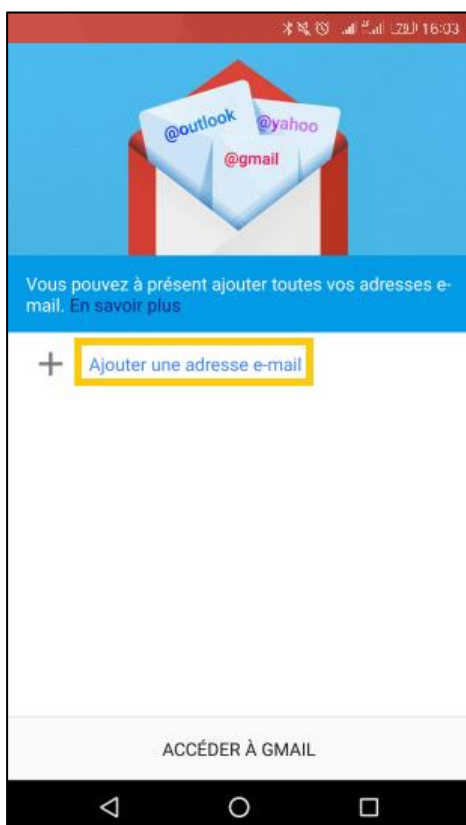 16:03
@outlook
@yahoo
@gmail
Vous pouvez à présent ajouter toutes vos adresses e-
mail. En savoir plus
+ Ajouter une adresse e-mail
ACCÉDER À GMAIL